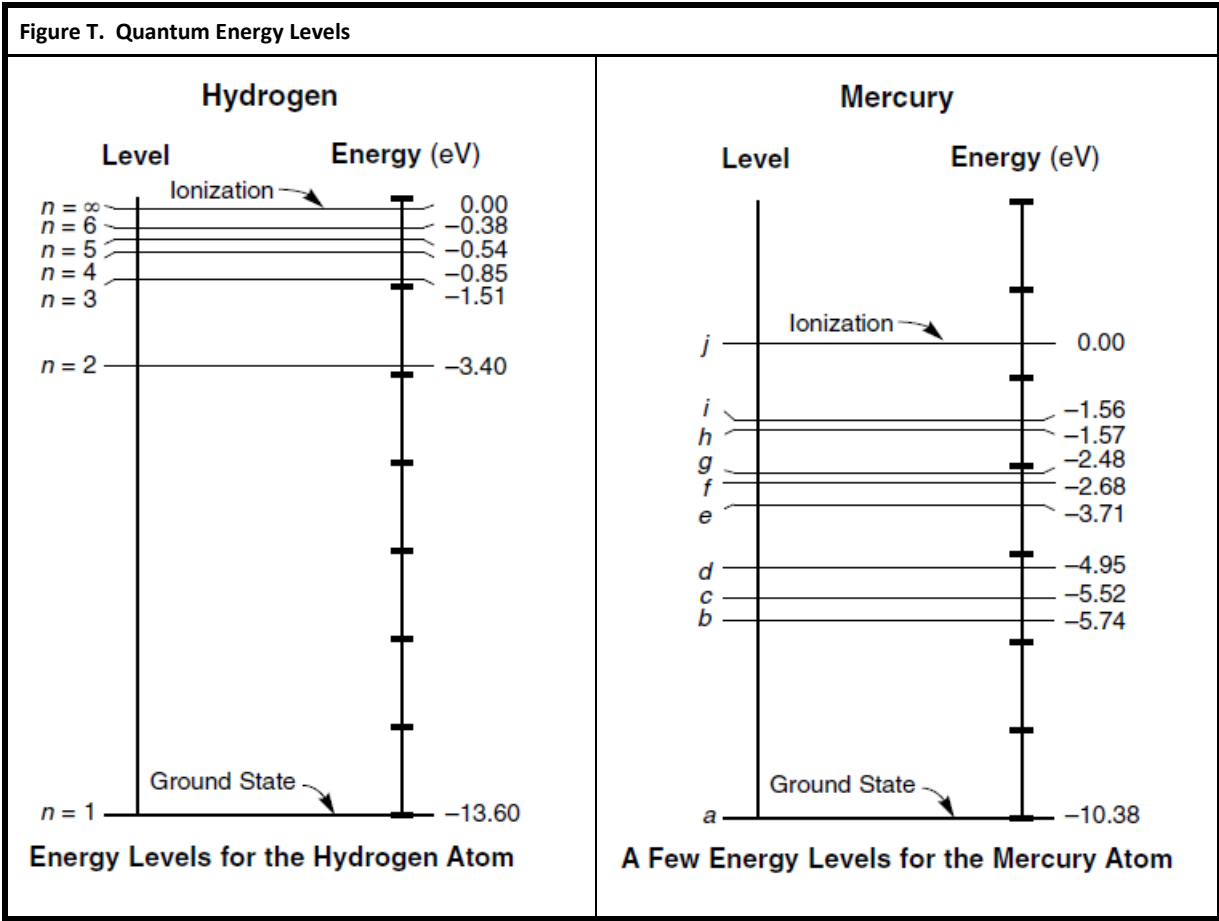 Figure T.  Quantum Energy Levels
Hydrogen
Level Energy (eV)
Ionization
n = ∞ 0.00
n = 6 –0.38
n = 5 –0.54
n = 4 –0.85
n = 3 –1.51
n = 2 –3.40
Ground State
n = 1 –13.60
Energy Levels for the Hydrogen Atom
Mercury
Level Energy (eV)
Ionization
j 0.00
i –1.56
h –1.57
g –2.48
f –2.68
e –3.71
d –4.95
c –5.52
b –5.74
Ground State
a –10.38
A Few Energy Levels for the Mercury Atom